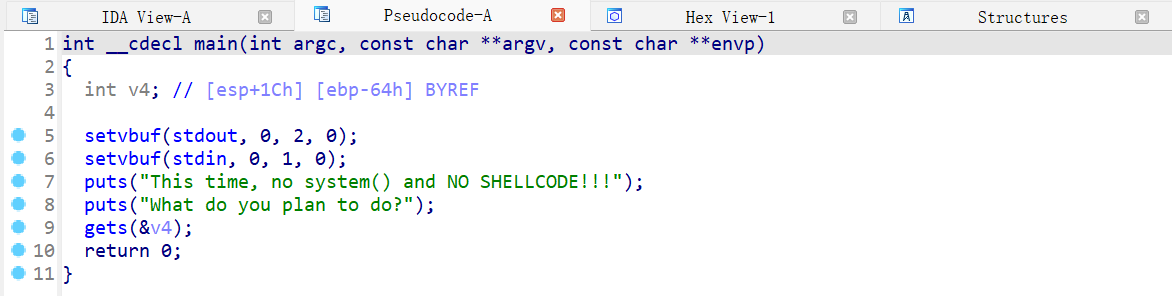 IDA View-A Pseudocode-A Hex View-1 Structures
1 int __cdecl main(int argc, const char **argv, const char **envp)
2 {
3   int v4; // [esp+1Ch] [ebp-64h] BYREF
4
5   setvbuf(stdout, 0, 2, 0);
6   setvbuf(stdin, 0, 1, 0);
7   puts("This time, no system() and NO SHELLCODE!!!");
8   puts("What do you plan to do?");
9   gets(&v4);
10   return 0;
11 }